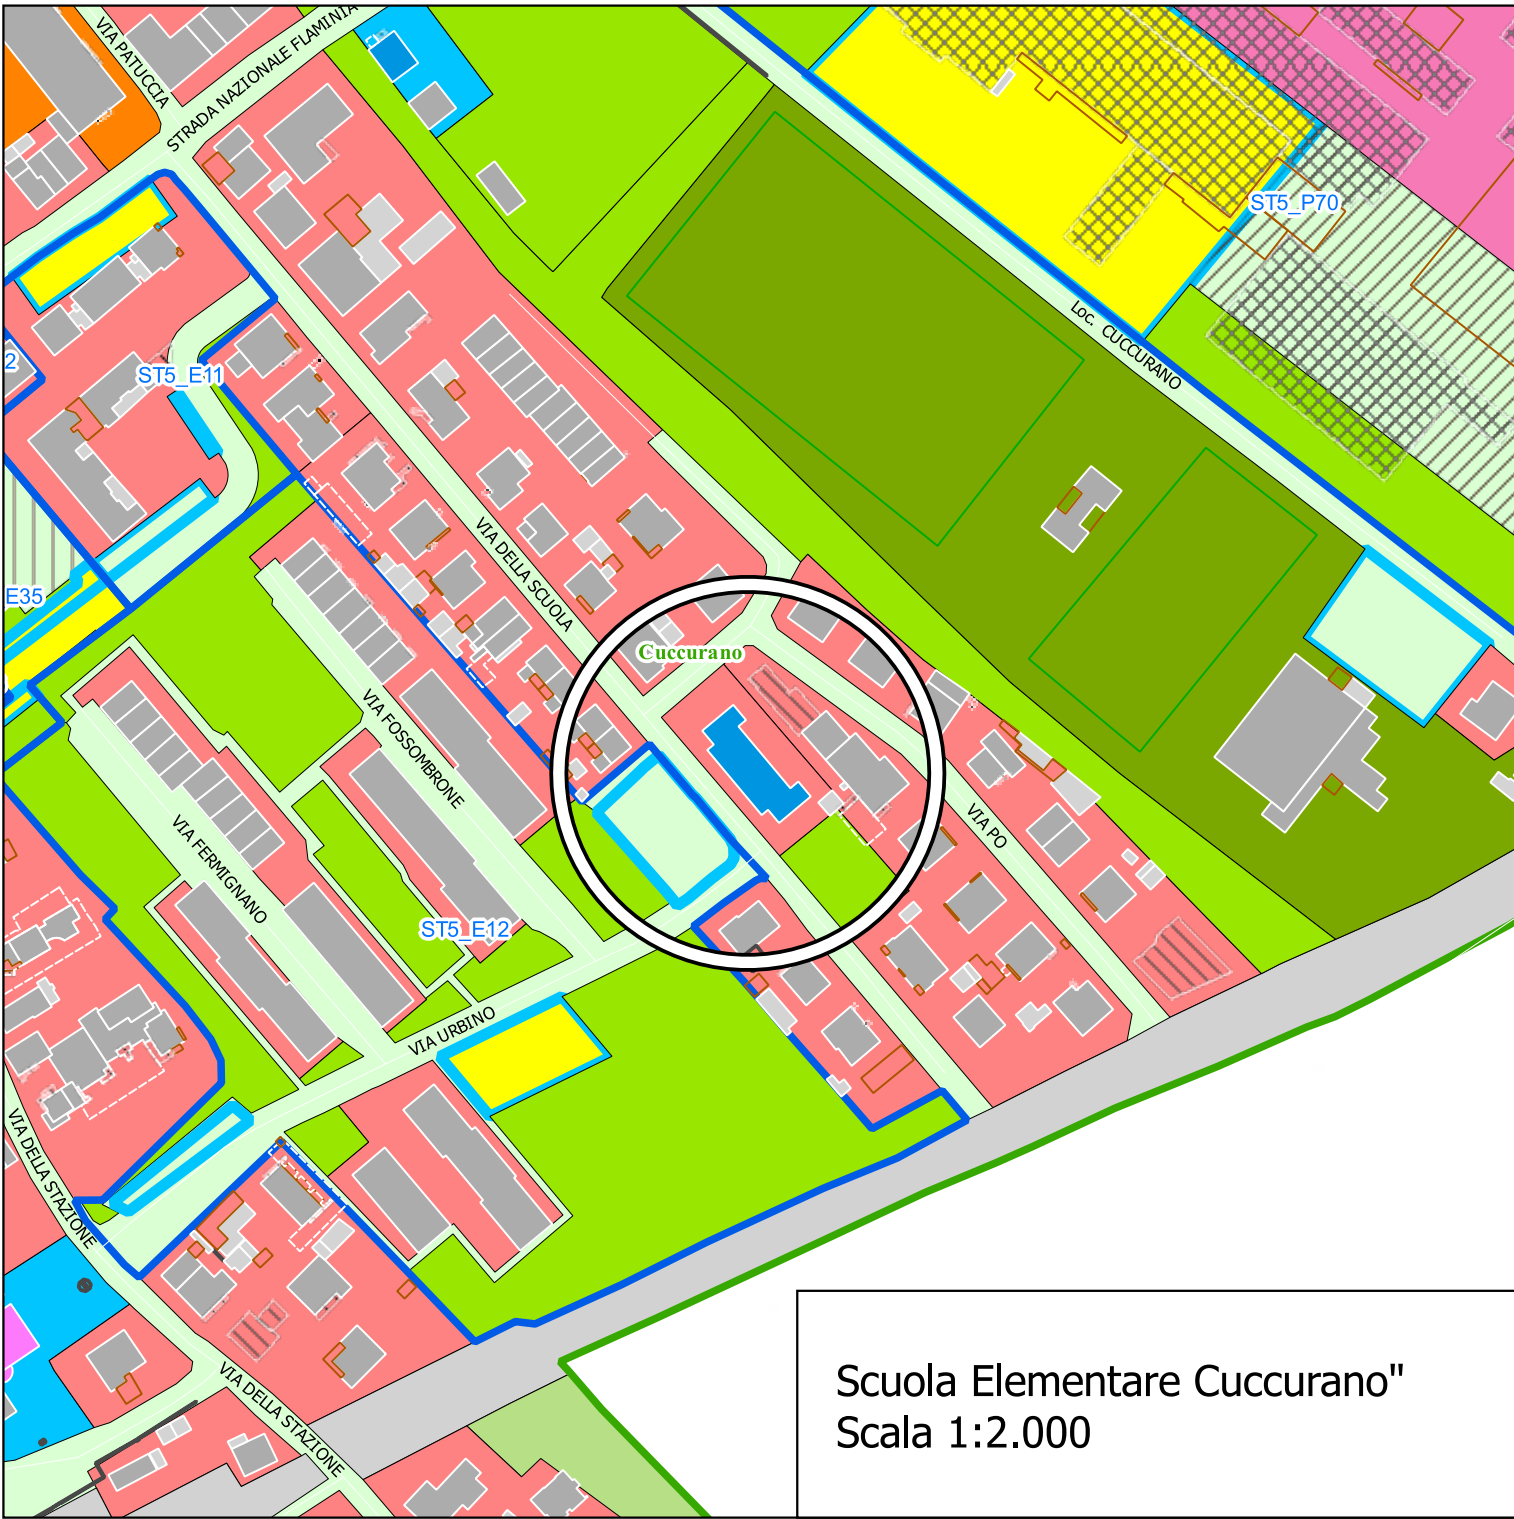 VIA PATUCCIA
STRADA NAZIONALE FLAMINIA
ST5_P70
Loc. CUCCURANO
2
ST5_E11
VIA DELLA SCUOLA
E35
Cuccurano
VIA FOSSOMBRONE
VIA FERMIGNANO
VIA PO
ST5_E12
VIA URBINO
VIA DELLA STAZIONE
VIA DELLA STAZIONE
Scuola Elementare Cuccurano"
Scala 1:2.000